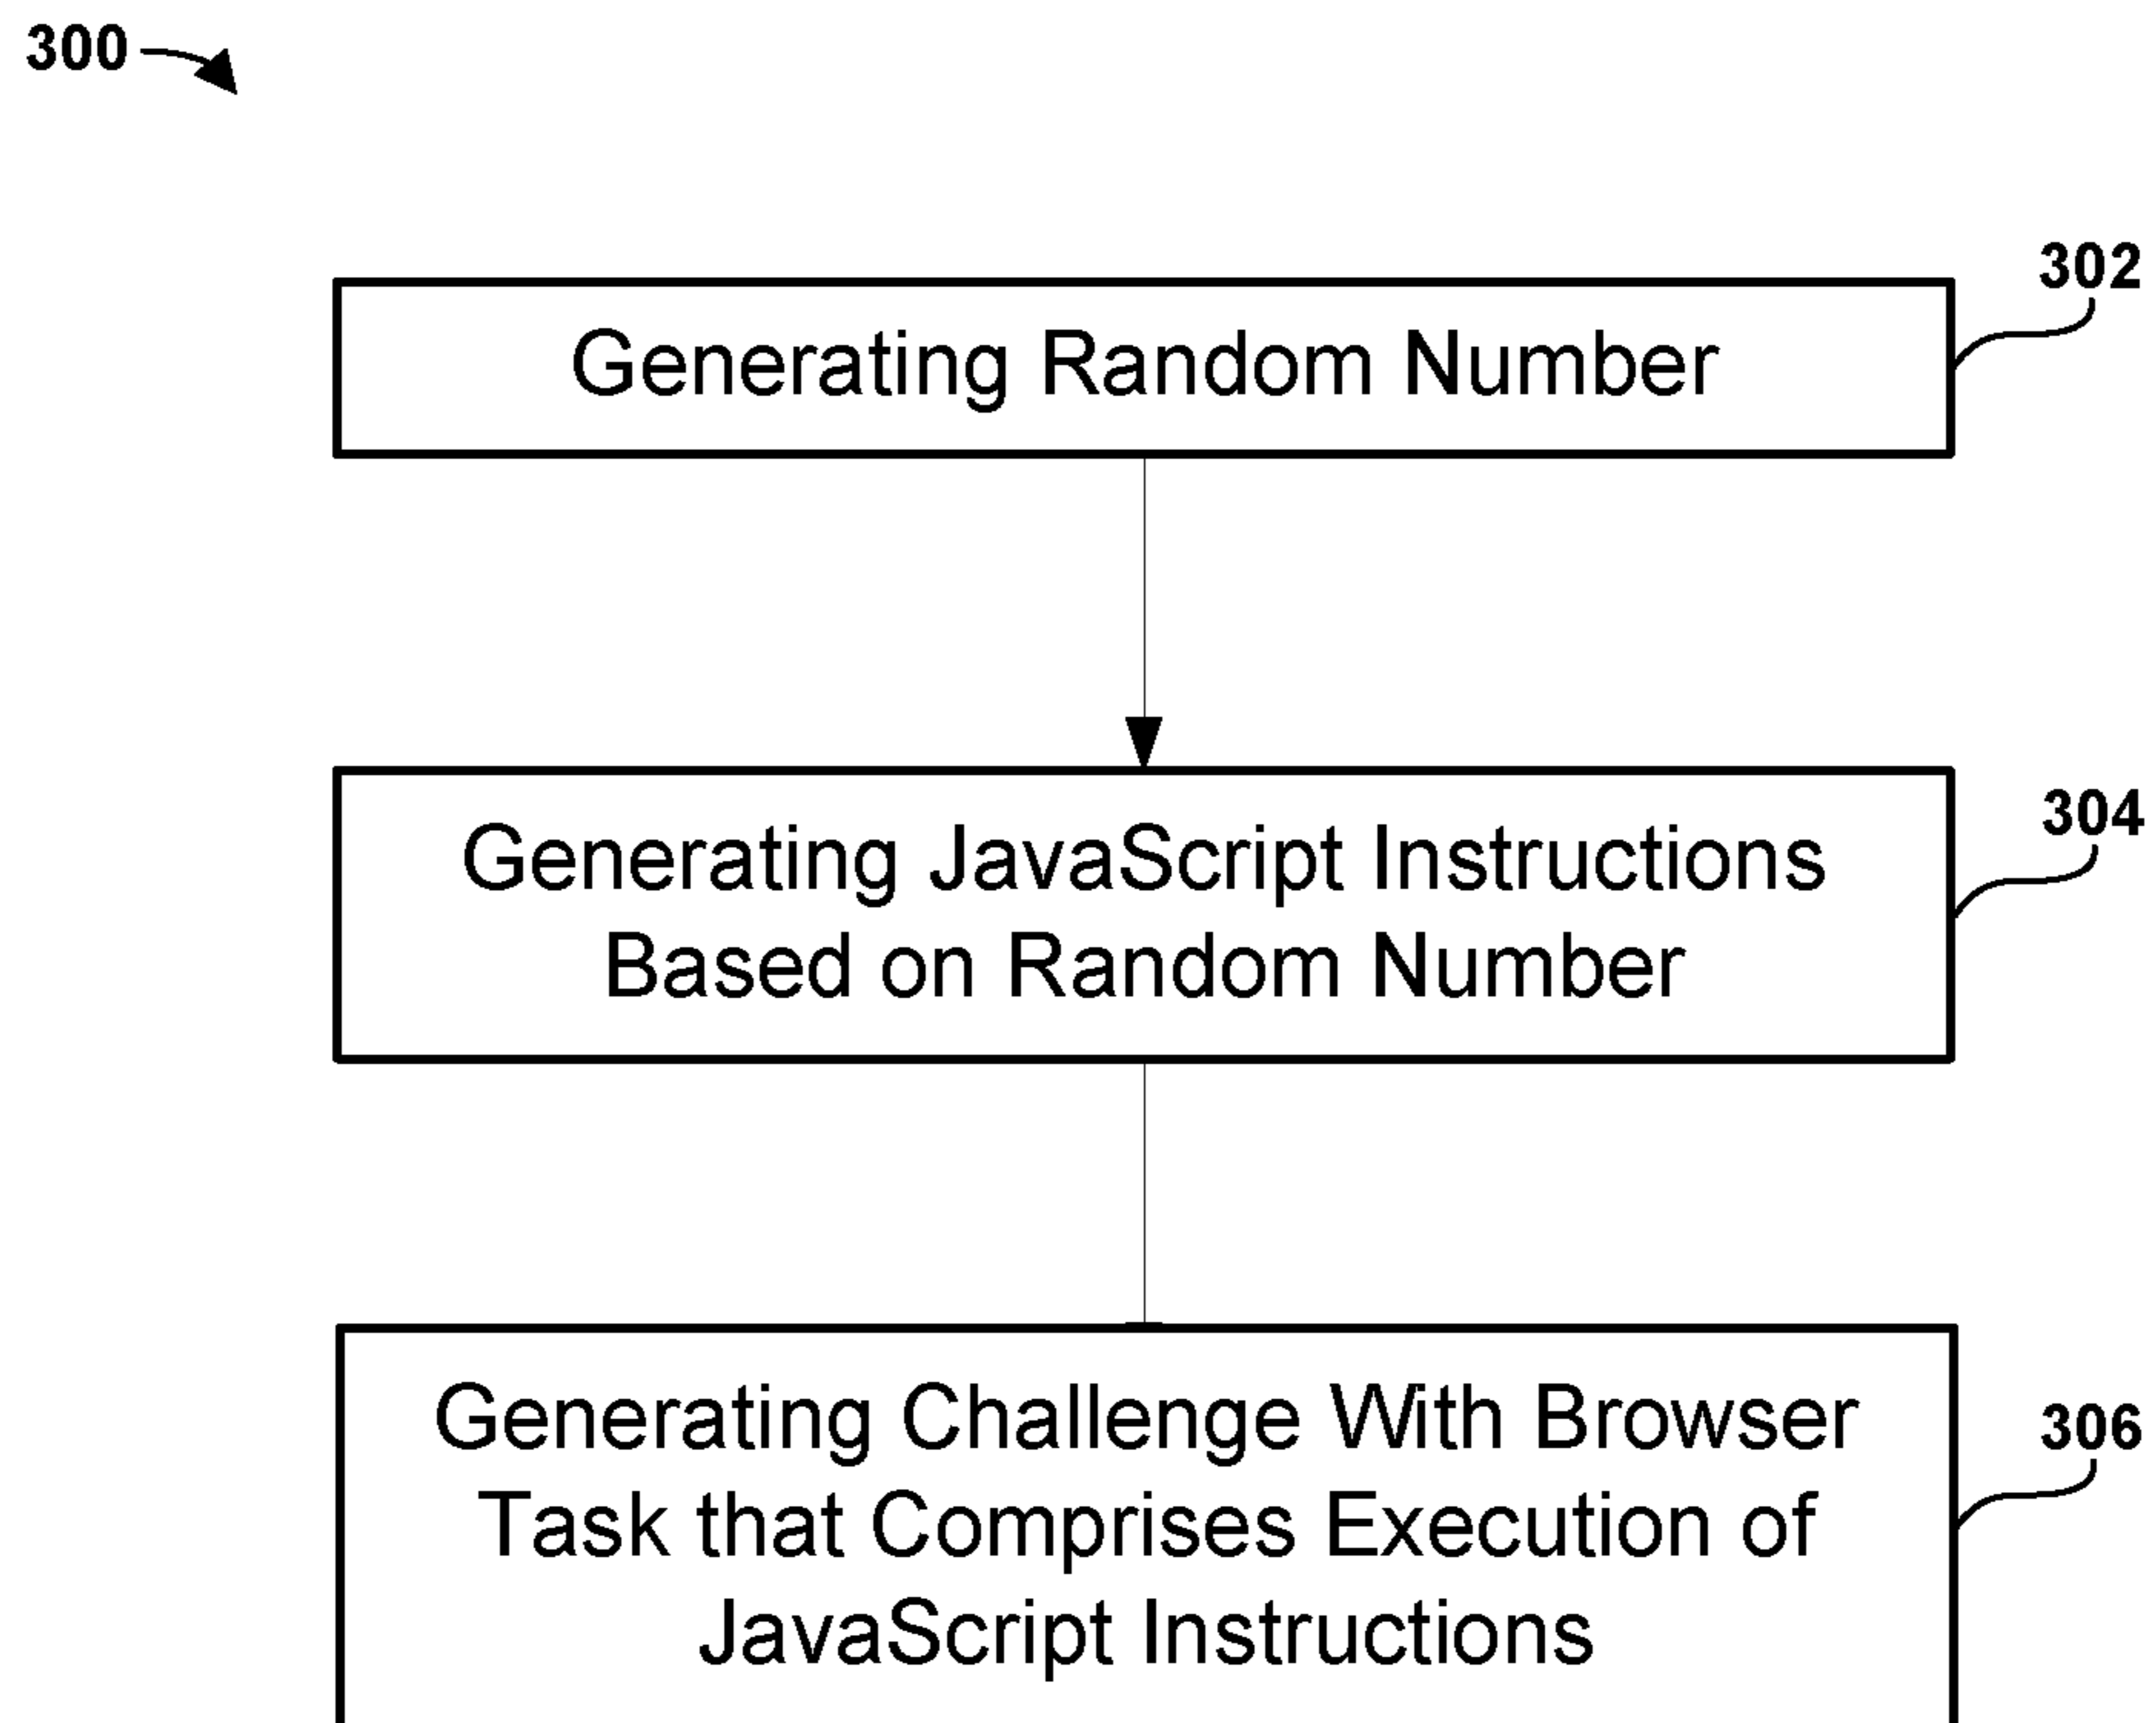 300
302
Generating Random Number
304
Generating JavaScript Instructions
Based on Random Number
306
Generating Challenge With Browser
Task that Comprises Execution of
JavaScript Instructions